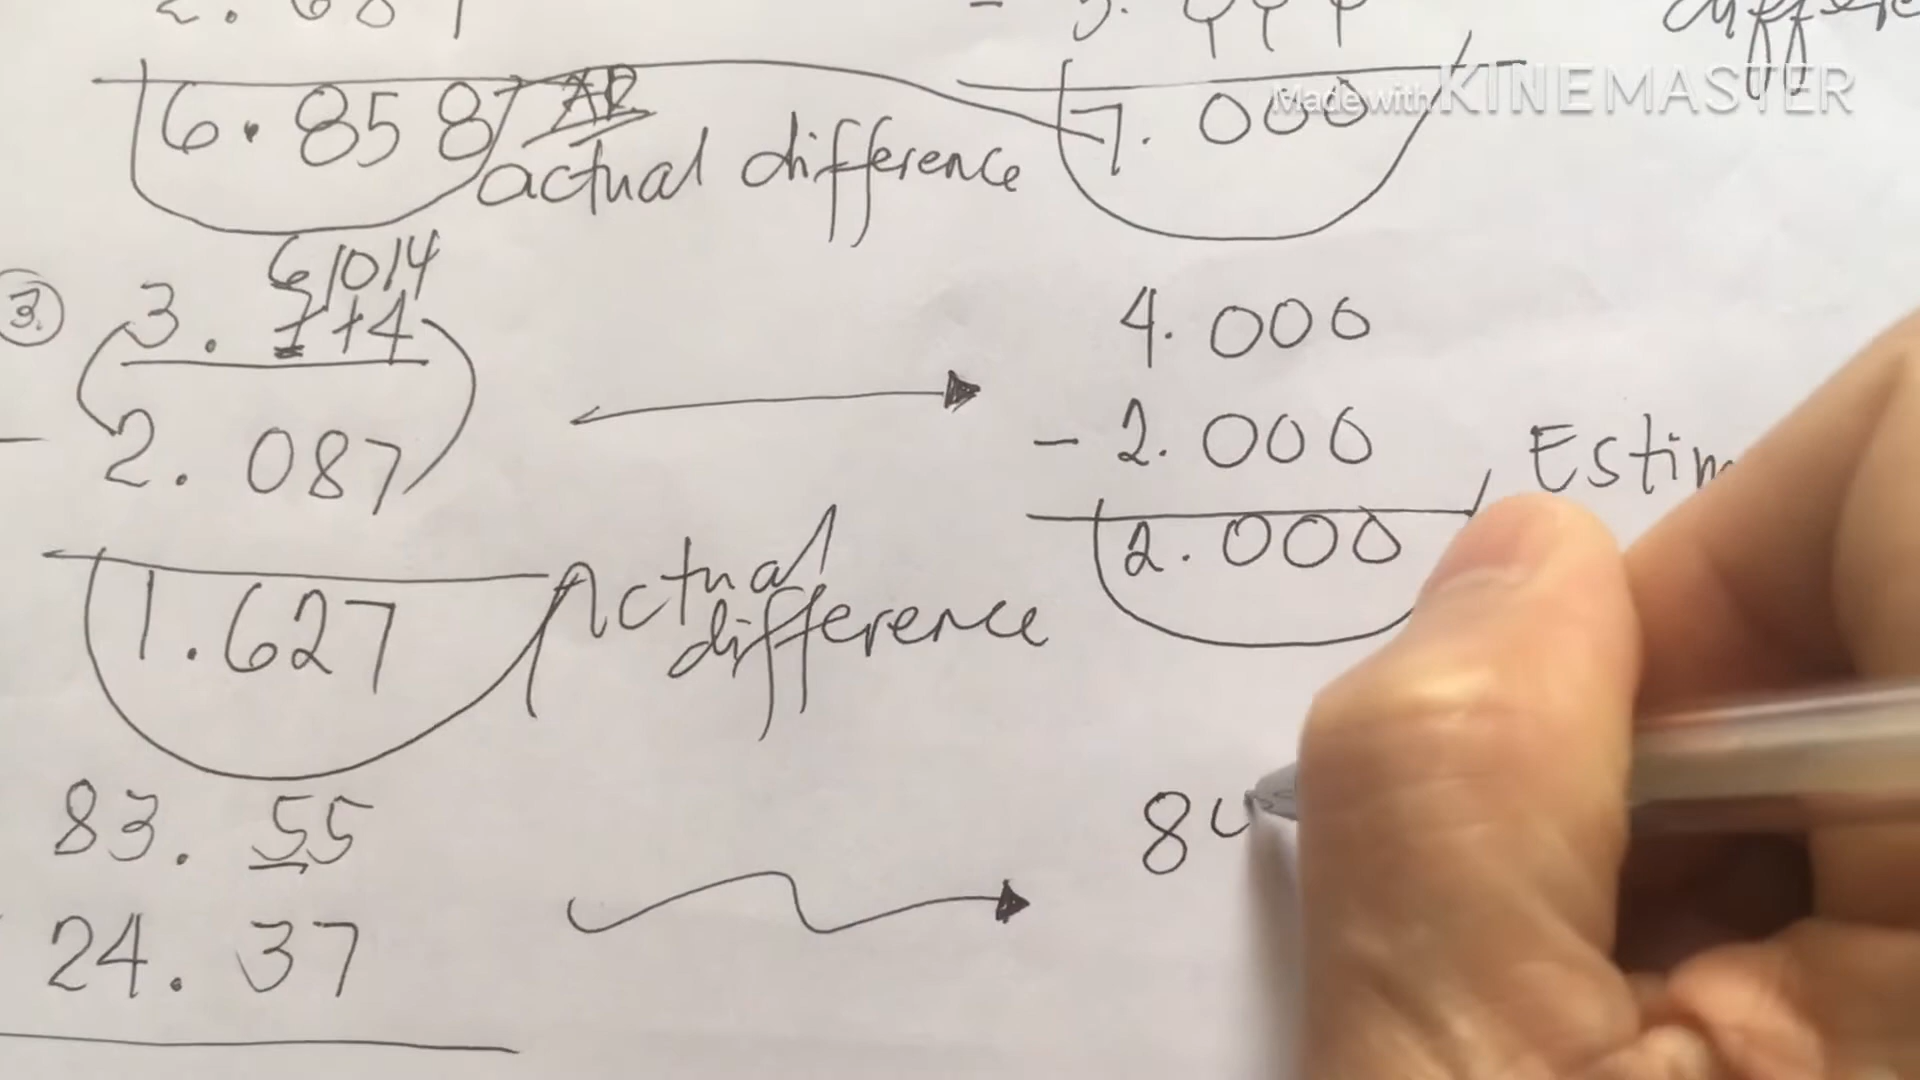 6.858 actual difference
7.000
Made with KINEMASTER
3.
6 10 14
3.714
- 2.087
1.627
Actual
difference
4.000
- 2.000
2.000
Estim
83.55
24.37
8